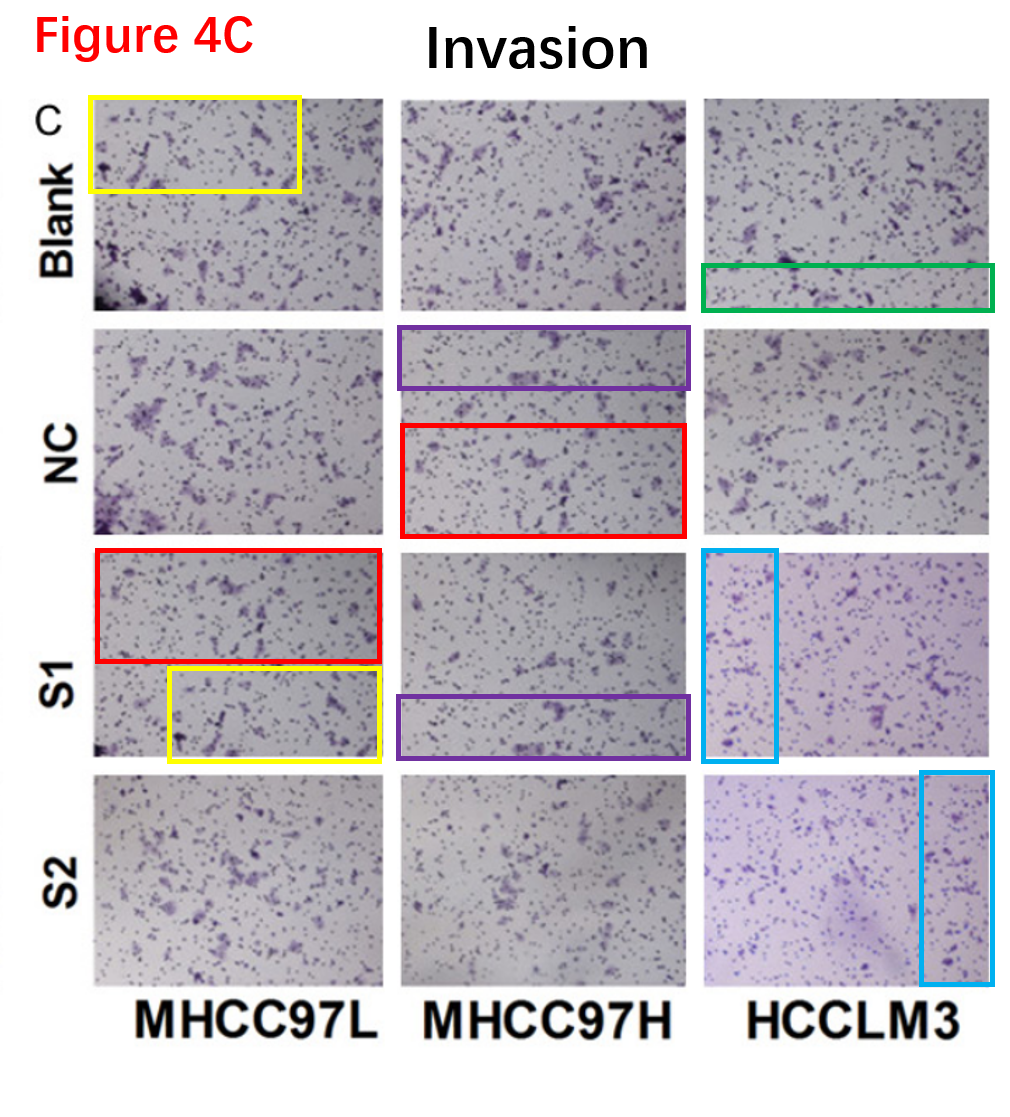 Figure 4C
Invasion
C
Blank
NC
S1
S2
MHCC97L MHCC97H HCCLM3